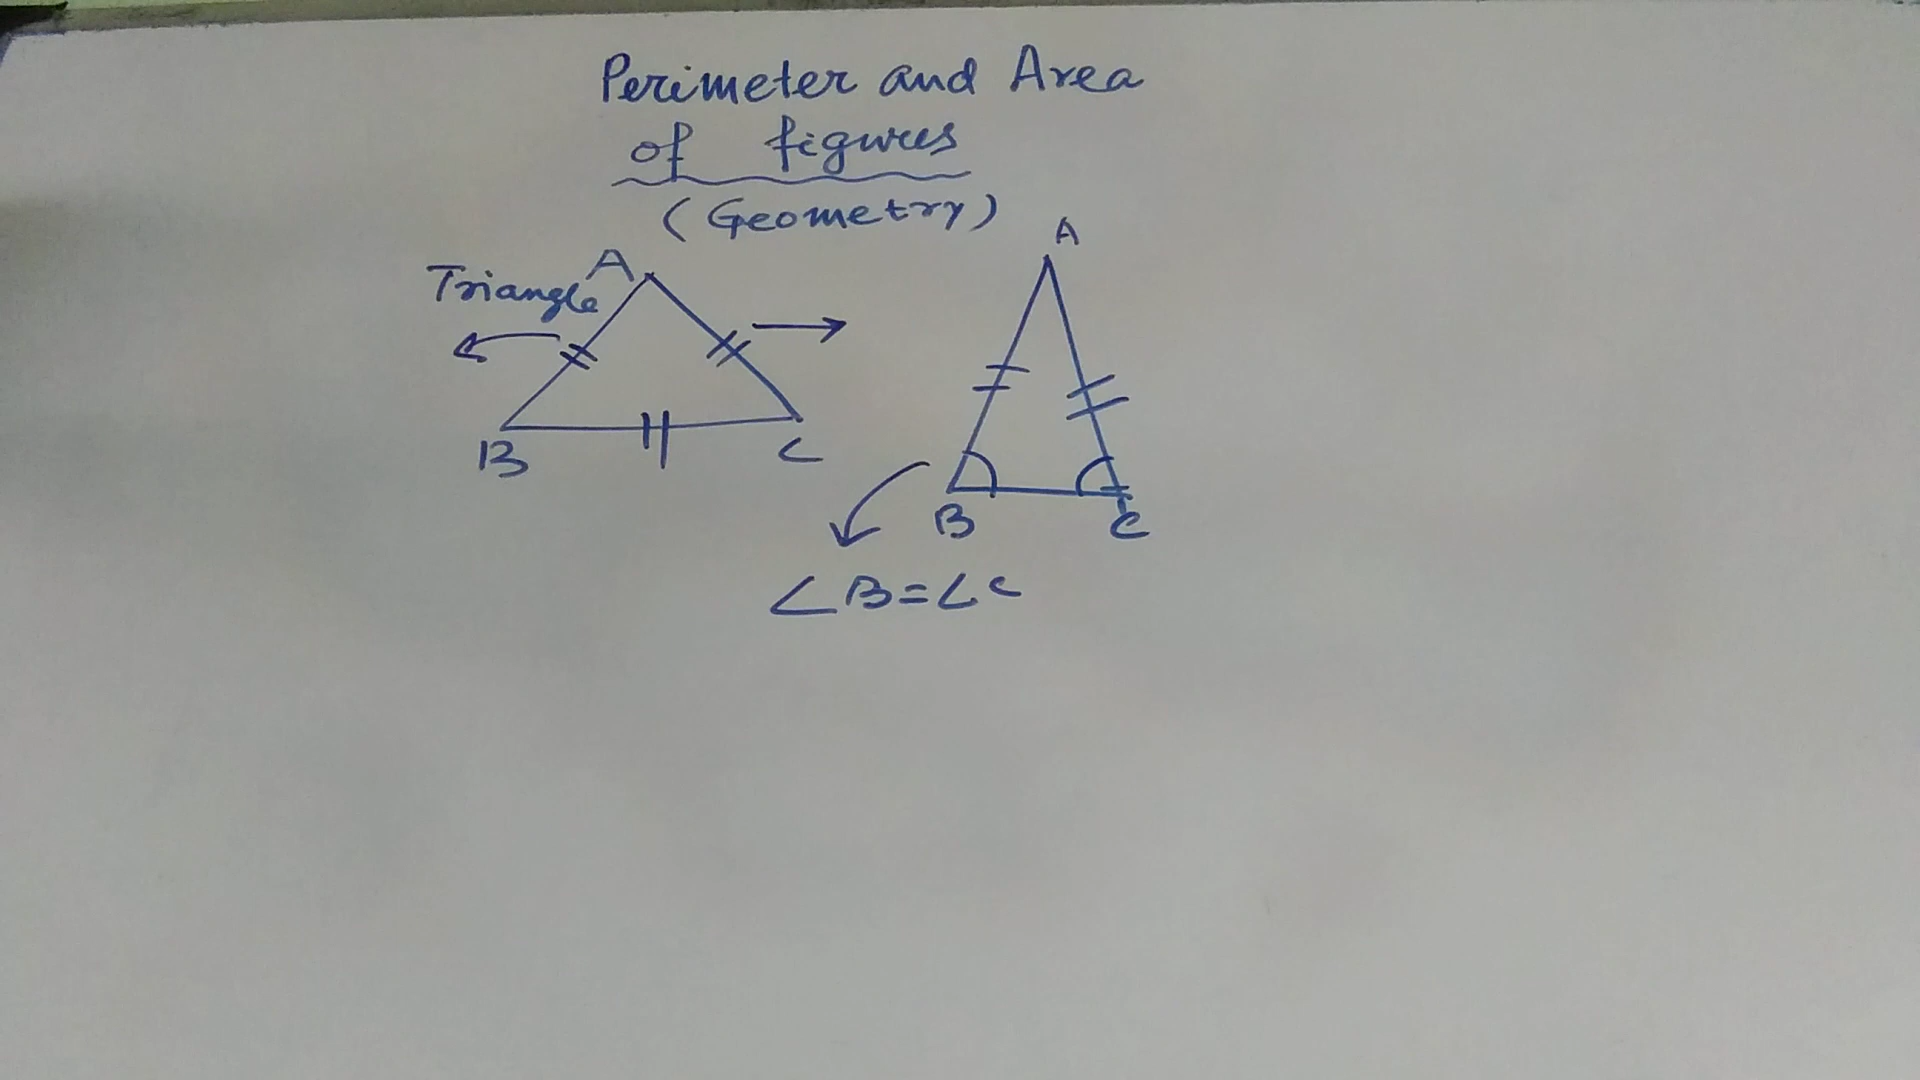 Perimeter and Area
of figures
(Geometry)
Triangle
A
B
C
A
B
C
∠B=∠C